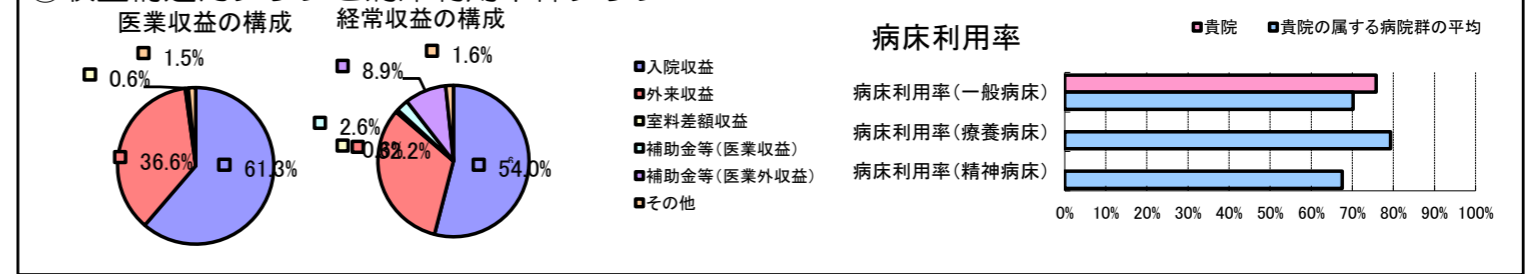 医業収益の構成
1.5%
0.6%
36.6%
61.3%
経常収益の構成
1.6%
8.9%
2.6%
54.0%
入院収益
外来収益
室料差額収益
補助金等(医業収益)
補助金等(医業外収益)
その他
病床利用率
貴院
貴院の属する病院群の平均
病床利用率(一般病床)
病床利用率(療養病床)
病床利用率(精神病床)
0% 10% 20% 30% 40% 50% 60% 70% 80% 90% 100%